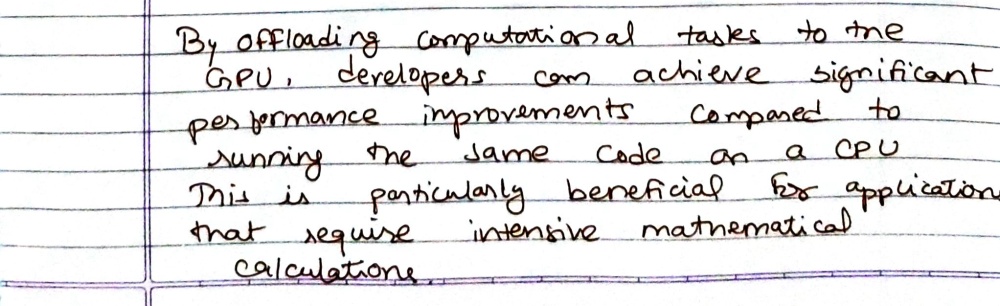 By offloading computational tasks to the
GPU, developers can achieve significant
performance improvements compared to
running the same code on a CPU
This is particularly beneficial for application
that require intensive mathematical
calculations